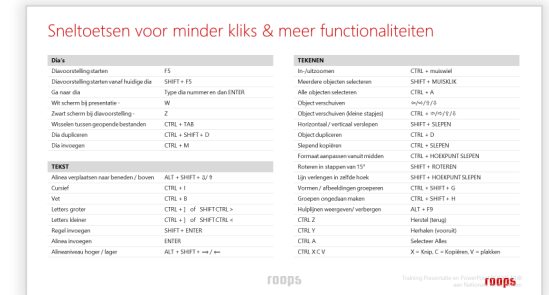 Sneltoetsen voor minder kliks & meer functionaliteiten
Dia's
Diavoorstelling starten F5
Diavoorstelling starten vanaf huidige dia SHIFT + F5
Ga naar dia Type dia nummer en dan ENTER
Wit scherm bij presentatie - W
Zwart scherm bij diavoorstelling - Z
Wisselen tussen geopende bestanden CTRL + TAB
Dia dupliceren CTRL + SHIFT + D
Dia invoegen CTRL + M
TEKST
Alinea verplaatsen naar beneden / boven ALT + SHIFT + ⇩/⇧
Cursief CTRL + I
Vet CTRL + B
Letters groter CTRL + ] of SHIFT CTRL >
Letters kleiner CTRL + [ of SHIFT CTRL <
Regel invoegen SHIFT + ENTER
Alinea invoegen ENTER
Alineaniveau hoger / lager ALT + SHIFT + → / ←
TEKENEN
In-/uitzoomen CTRL + muiswiel
Meerdere objecten selecteren SHIFT + MUISKLIK
Alle objecten selecteren CTRL + A
Object verschuiven ⇦/⇨/⇧/⇩
Object verschuiven (kleine stapjes) CTRL + ⇦/⇨/⇧/⇩
Horizontaal / verticaal verslepen SHIFT + SLEPEN
Object dupliceren CTRL + D
Slepend kopiëren CTRL + SLEPEN
Formaat aanpassen vanuit midden CTRL + HOEKPUNT SLEPEN
Roteren in stappen van 15° SHIFT + ROTEREN
Lijn verlengen in zelfde hoek SHIFT + HOEKPUNT SLEPEN
Vormen / afbeeldingen groeperen CTRL + SHIFT + G
Groepen ongedaan maken CTRL + SHIFT + H
Hulplijnen weergeven/ verbergen ALT + F9
CTRL Z Herstel (terug)
CTRL Y Herhalen (vooruit)
CTRL A Selecteer Alles
CTRL X C V X = Knip, C = Kopiëren, V = plakken
roops
Training Presentatie en
aan
roops